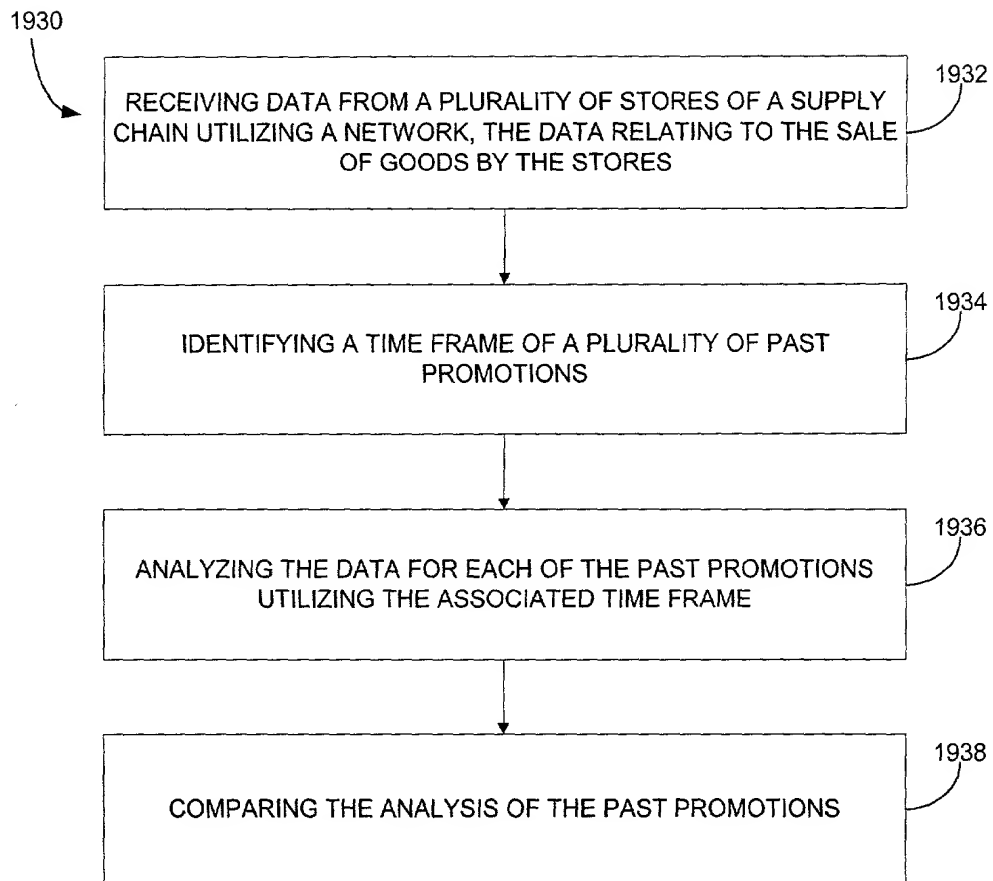 1930
1932
RECEIVING DATA FROM A PLURALITY OF STORES OF A SUPPLY
CHAIN UTILIZING A NETWORK, THE DATA RELATING TO THE SALE
OF GOODS BY THE STORES
1934
IDENTIFYING A TIME FRAME OF A PLURALITY OF PAST
PROMOTIONS
1936
ANALYZING THE DATA FOR EACH OF THE PAST PROMOTIONS
UTILIZING THE ASSOCIATED TIME FRAME
1938
COMPARING THE ANALYSIS OF THE PAST PROMOTIONS